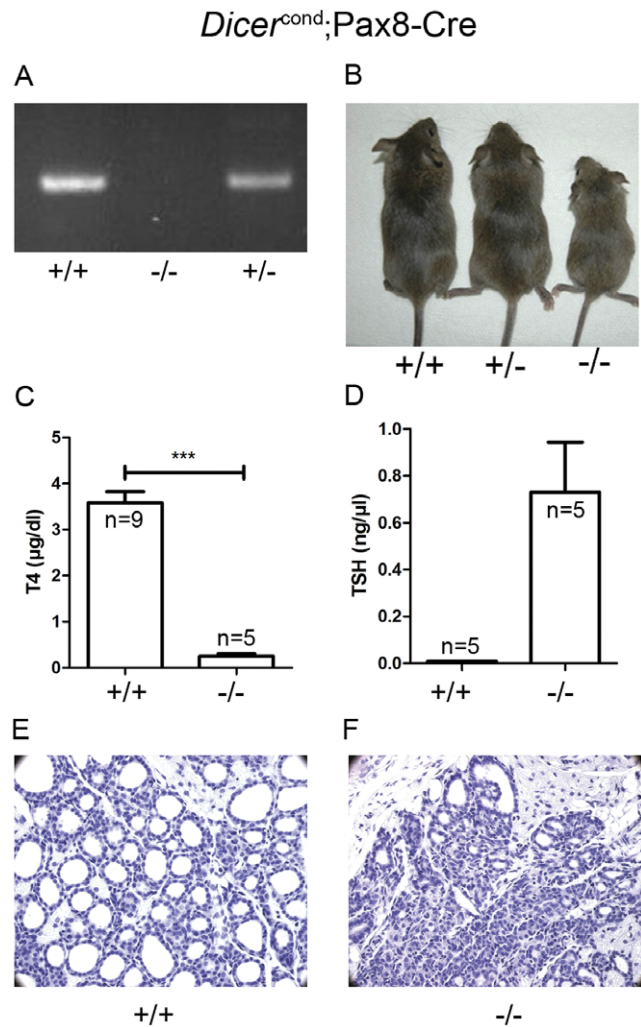 Dicercond;Pax8-Cre
A
+/+ -/- +/-
B
+/+ +/- -/-
C
5
4
3
2
1
0
T4 (µg/dl)
***
n=9
n=5
+/+ -/-
D
1.0
0.8
0.6
0.4
0.2
0.0
TSH (ng/µl)
n=5
n=5
+/+ -/-
E
+/+
F
-/-